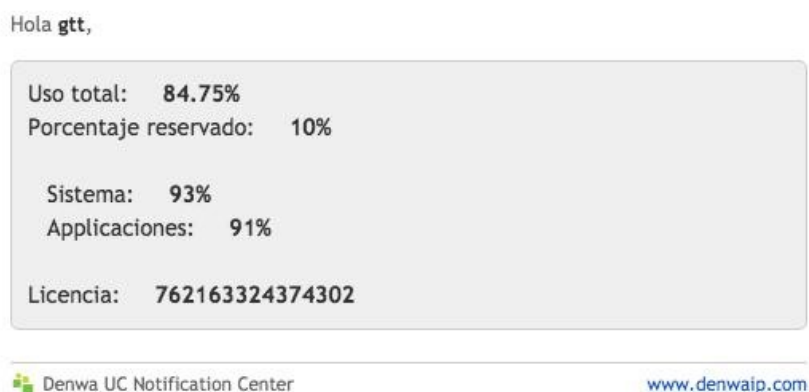 Hola gtt,
Uso total: 84.75%
Porcentaje reservado: 10%
Sistema: 93%
Applicaciones: 91%
Licencia: 762163324374302
Denwa UC Notification Center www.denwaip.com